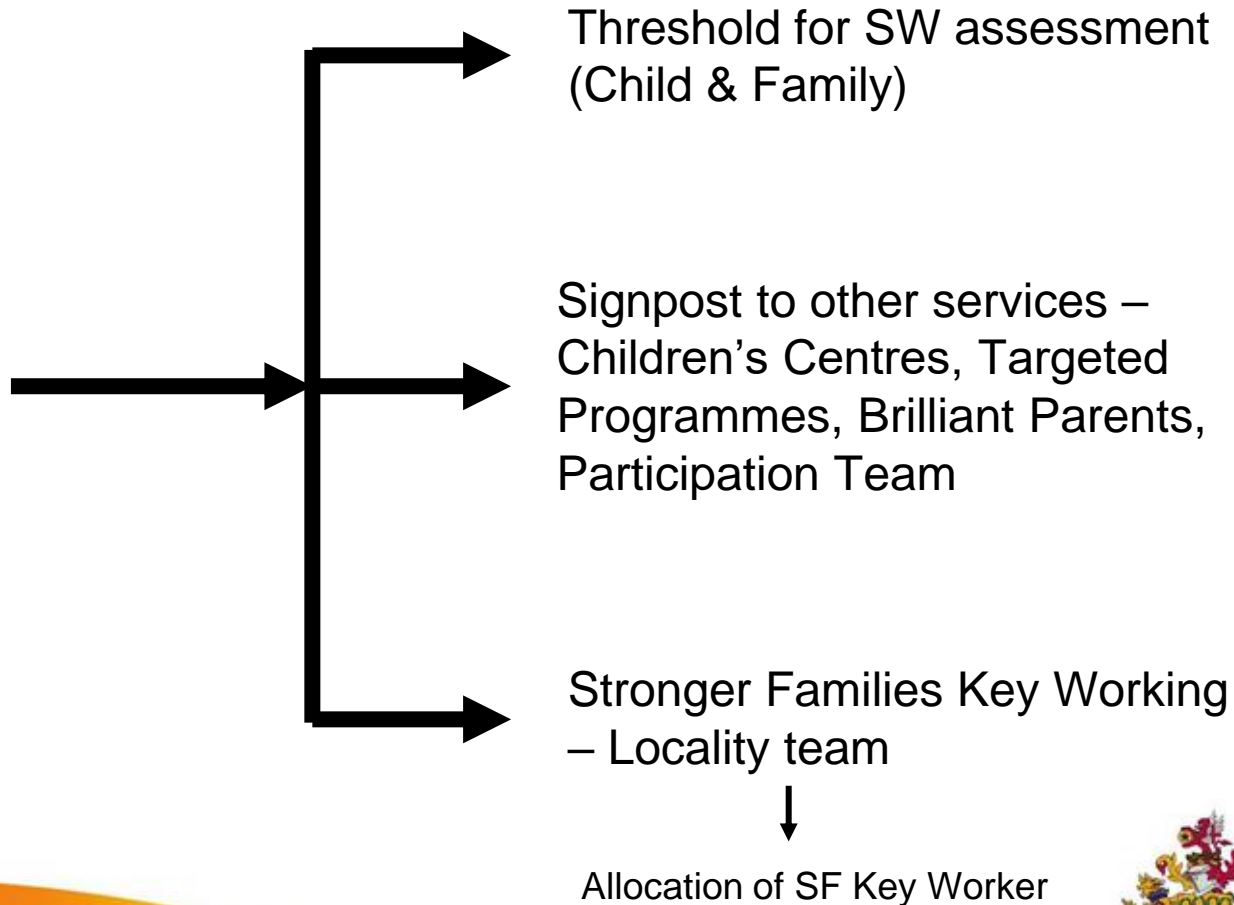 Threshold for SW assessment
(Child & Family)
Signpost to other services –
Children’s Centres, Targeted
Programmes, Brilliant Parents,
Participation Team
Stronger Families Key Working
– Locality team
Allocation of SF Key Worker